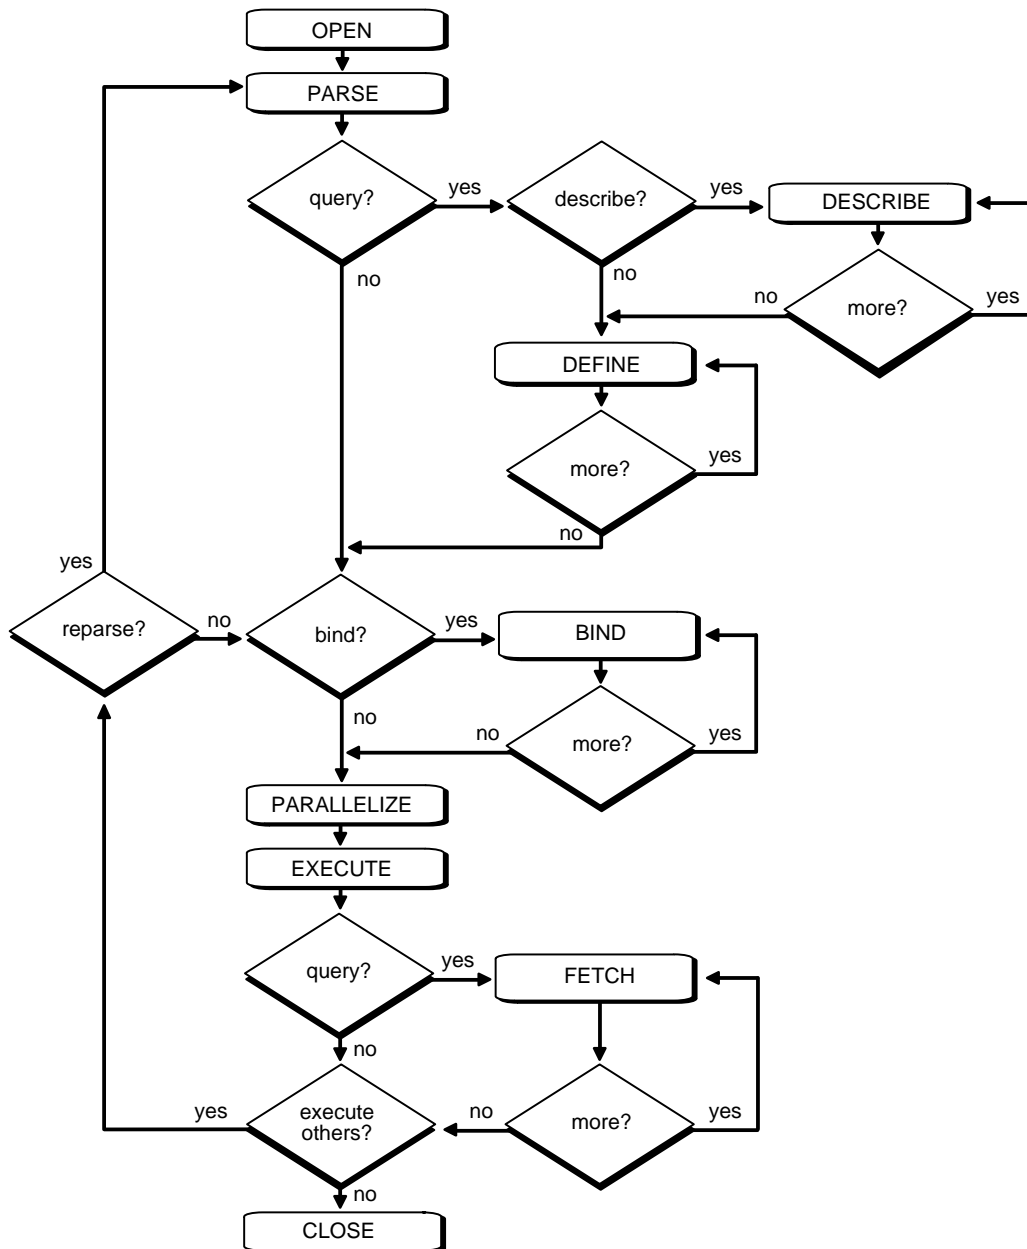 OPEN
PARSE
query?
yes
describe?
yes
DESCRIBE
no
no
no
more?
yes
DEFINE
more?
yes
no
yes
reparse?
no
bind?
yes
BIND
no
no
more?
yes
PARALLELIZE
EXECUTE
query?
yes
FETCH
no
yes
execute
others?
no
more?
yes
no
CLOSE